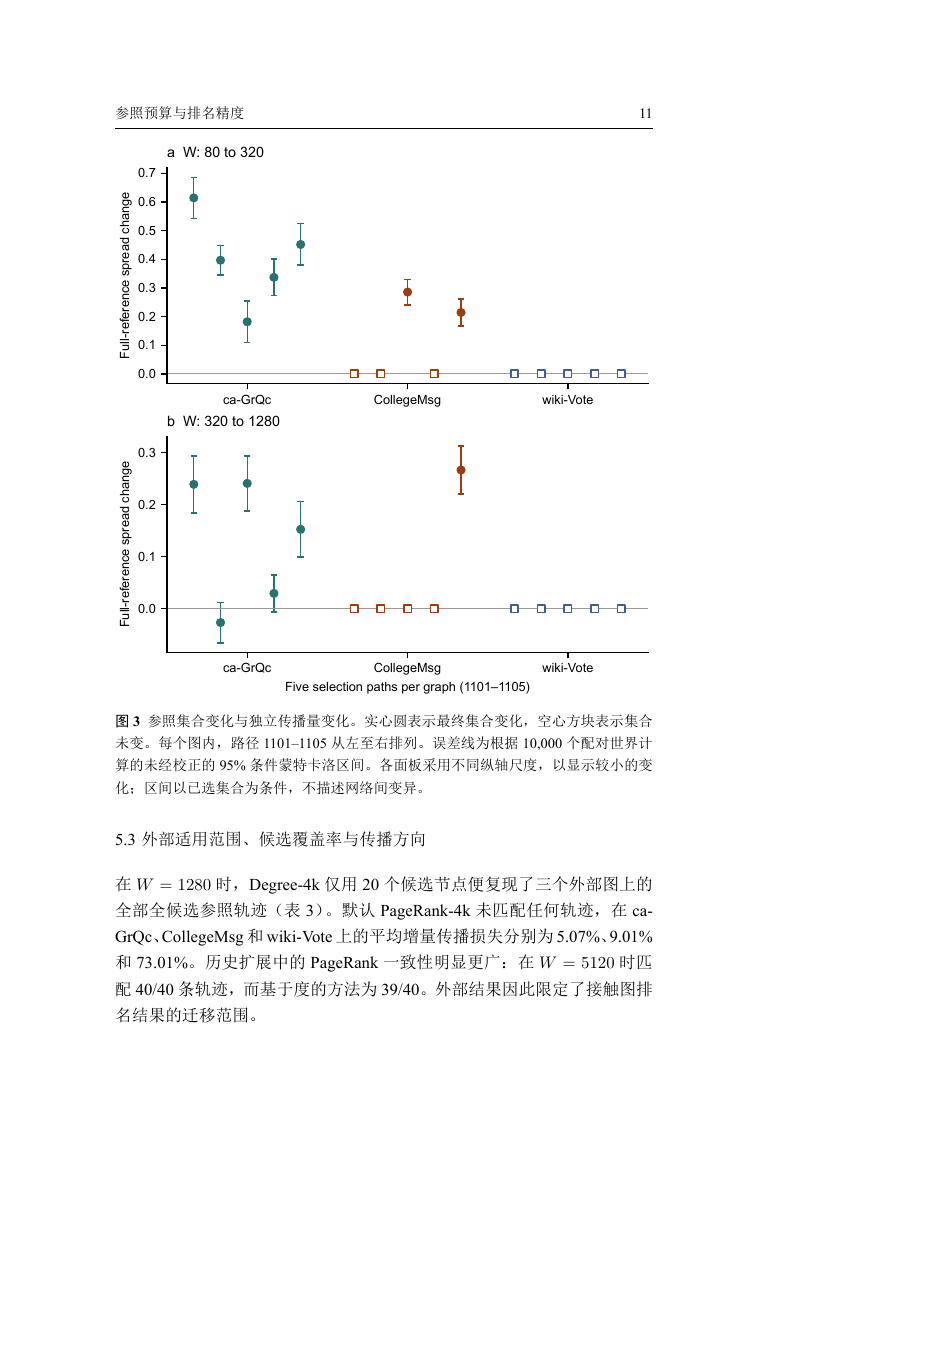 参照预算与排名精度 11
a W: 80 to 320
Full-reference spread change
0.7
0.6
0.5
0.4
0.3
0.2
0.1
0.0
ca-GrQc CollegeMsg wiki-Vote
b W: 320 to 1280
Full-reference spread change
0.3
0.2
0.1
0.0
ca-GrQc CollegeMsg wiki-Vote
Five selection paths per graph (1101–1105)
图 3 参照集合变化与独立传播量变化。实心圆表示最终集合变化，空心方块表示集合
未变。每个图内，路径 1101–1105 从左至右排列。误差线为根据 10,000 个配对世界计
算的未经校正的 95% 条件蒙特卡洛区间。各面板采用不同纵轴尺度，以显示较小的变
化；区间以已选集合为条件，不描述网络间变异。
5.3 外部适用范围、候选覆盖率与传播方向
在 W = 1280 时，Degree-4k 仅用 20 个候选节点便复现了三个外部图上的
全部全候选参照轨迹（表 3）。默认 PageRank-4k 未匹配任何轨迹，在 ca-
GrQc、CollegeMsg 和 wiki-Vote 上的平均增量传播损失分别为 5.07%、9.01%
和 73.01%。历史扩展中的 PageRank 一致性明显更广：在 W = 5120 时匹
配 40/40 条轨迹，而基于度的方法为 39/40。外部结果因此限定了接触图排
名结果的迁移范围。